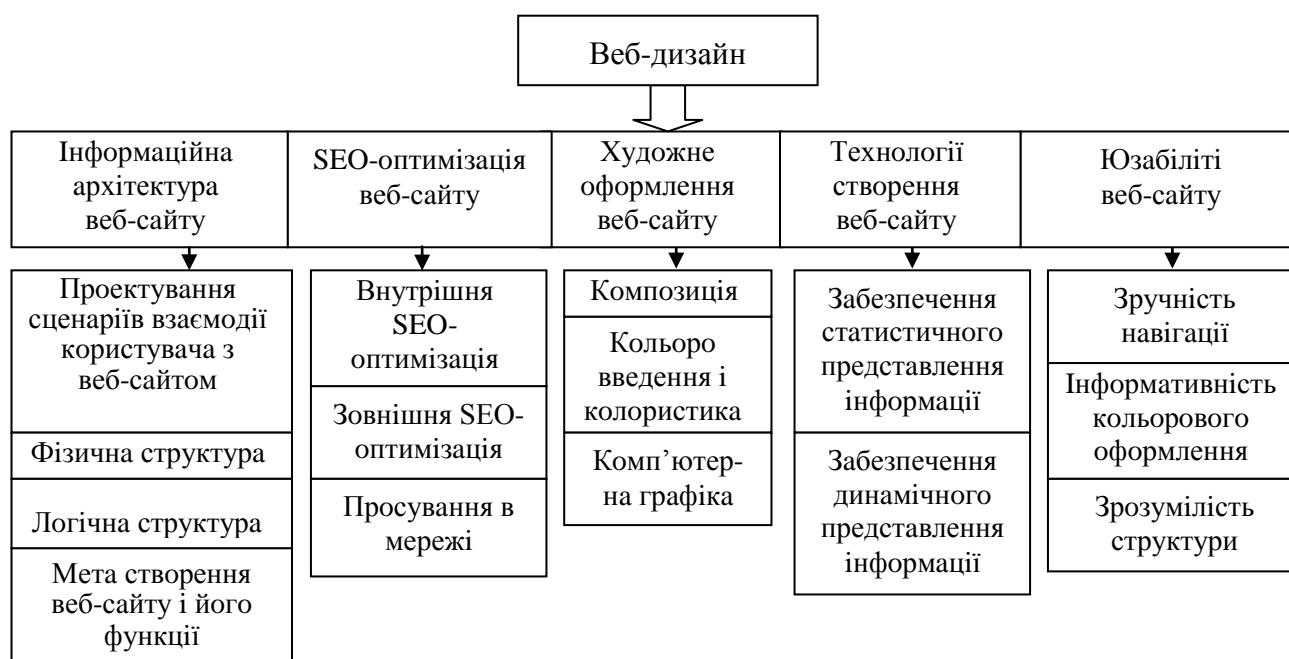 Веб-дизайн
Інформаційна
архітектура
веб-сайту
SEO-оптимізація
веб-сайту
Художнє
оформлення
веб-сайту
Технології
створення
веб-сайту
Юзабіліті
веб-сайту
Проектування
сценаріїв взаємодії
користувача з
веб-сайтом
Фізична структура
Логічна структура
Мета створення
веб-сайту і його
функції
Внутрішня
SEO-
оптимізація
Зовнішня SEO-
оптимізація
Просування в
мережі
Композиція
Кольоро
введення і
колористика
Комп’ютер-
на графіка
Забезпечення
статистичного
представлення
інформації
Забезпечення
динамічного
представлення
інформації
Зручність
навігації
Інформативність
кольорового
оформлення
Зрозумілість
структури